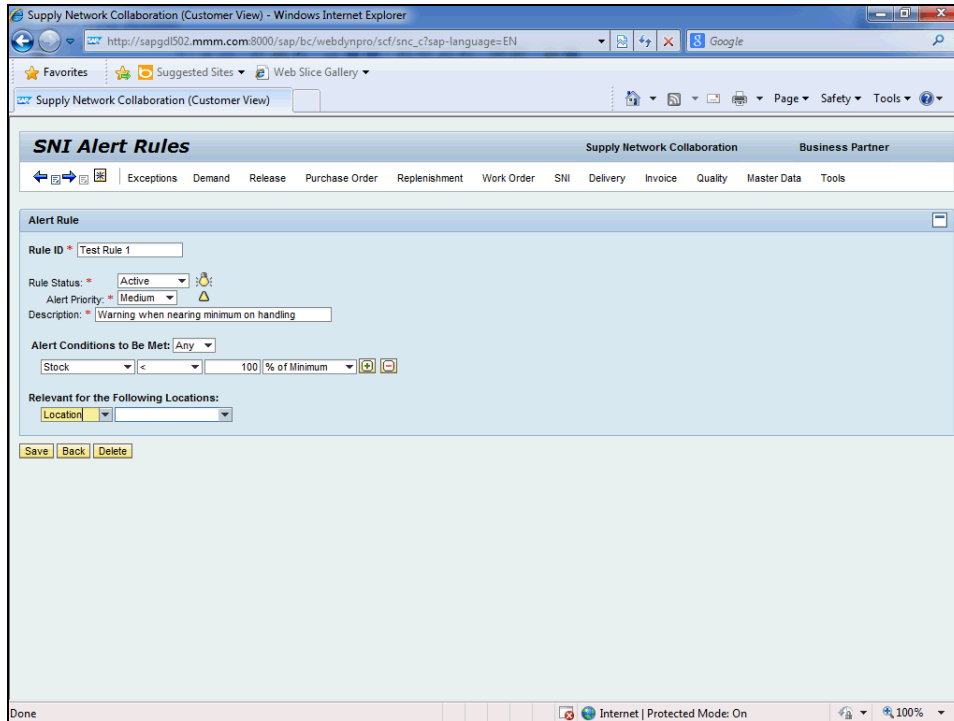 Supply Network Collaboration (Customer View) - Windows Internet Explorer
http://sapgdl502.mmm.com:8000/sap/bc/webdynpro/scf/snc_c?sap-language=EN
Google
Favorites Suggested Sites Web Slice Gallery
Supply Network Collaboration (Customer View) Page Safety Tools
SNI Alert Rules Supply Network Collaboration Business Partner
Exceptions Demand Release Purchase Order Replenishment Work Order SNI Delivery Invoice Quality Master Data Tools
Alert Rule
Rule ID * Test Rule 1
Rule Status: * Active
Alert Priority: * Medium
Description: * Warning when nearing minimum on handling
Alert Conditions to Be Met: Any
Stock < 100 % of Minimum
Relevant for the Following Locations:
Location
Save Back Delete
Done Internet | Protected Mode: On 100%